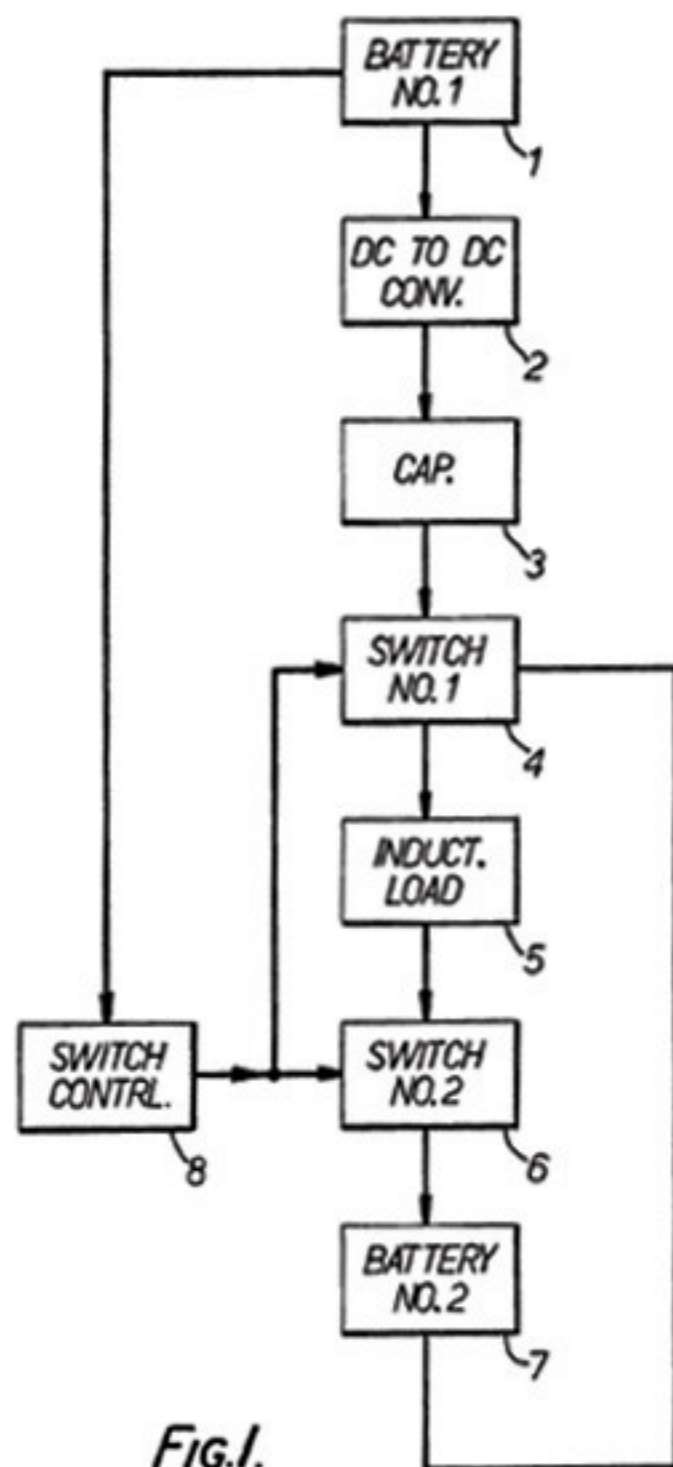 BATTERY
NO.1
1
DC TO DC
CONV.
2
CAP.
3
SWITCH
NO.1
4
INDUCT.
LOAD
5
SWITCH
CONTRL.
8
SWITCH
NO.2
6
BATTERY
NO.2
7
FIG.1.